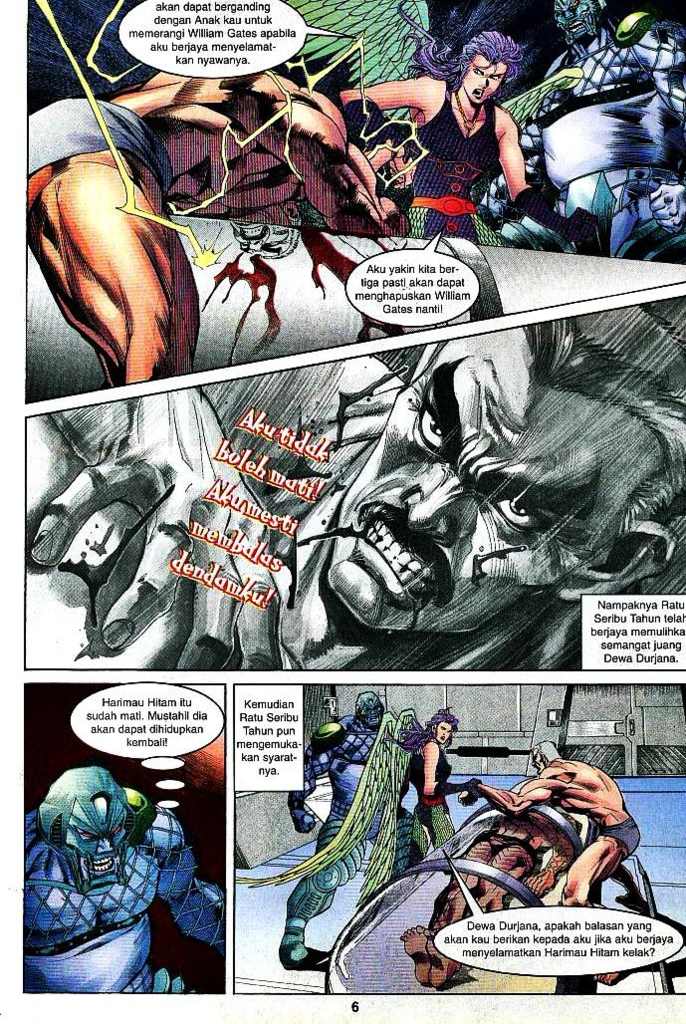 akan dapat berganding
dengan Anak kau untuk
memerangi William Gates apabila
aku berjaya menyelamat-
kan nyawanya.
Aku yakin kita ber-
tiga pasti akan dapat
menghapuskan William
Gates nanti!
Aku tidak
boleh mati!
Aku mesti
membalas
dendamku!
Nampaknya Ratu
Seribu Tahun telah
berjaya memulihka
semangat juang
Dewa Durjana.
Harimau Hitam itu
sudah mati. Mustahil dia
akan dapat dihidupkan
kembali!
Kemudian
Ratu Seribu
Tahun pun
mengemuka-
kan syarat-
nya.
Dewa Durjana, apakah balasan yang
akan kau berikan kepada aku jika aku berjaya
menyelamatkan Harimau Hitam kelak?
6